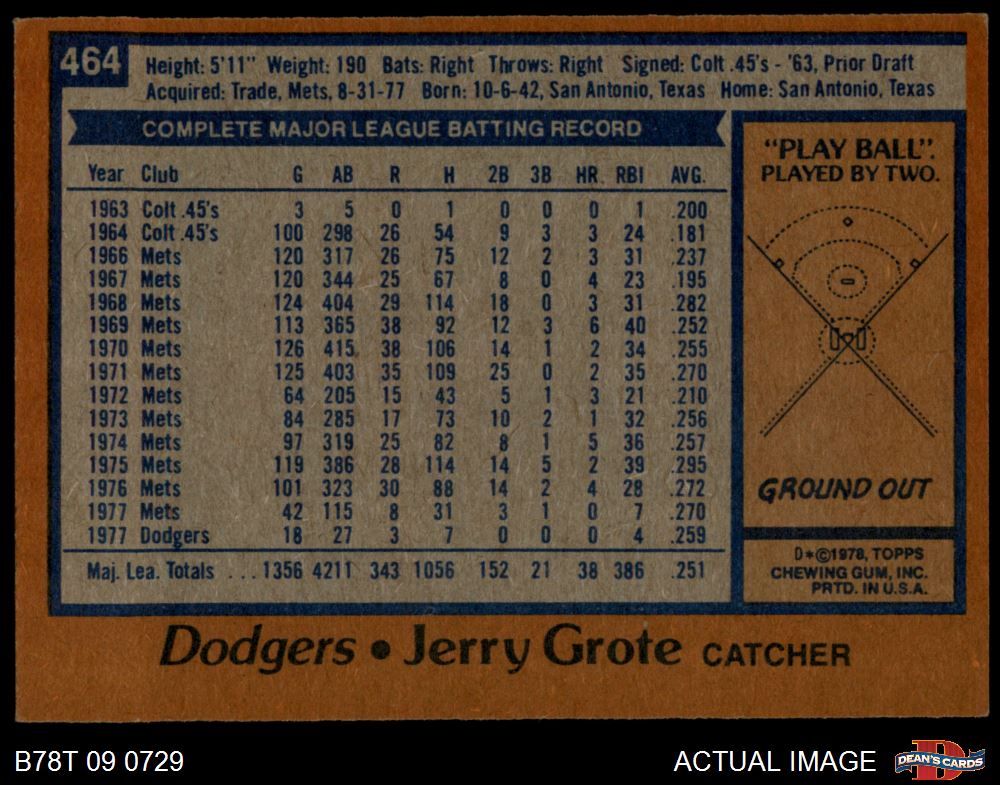 464
Height: 5'11" Weight: 190 Bats: Right Throws: Right Signed: Colt .45's - '63, Prior Draft
Acquired: Trade, Mets, 8-31-77 Born: 10-6-42, San Antonio, Texas Home: San Antonio, Texas
COMPLETE MAJOR LEAGUE BATTING RECORD
Year Club G AB R H 2B 3B HR RBI AVG.
1963 Colt .45's 3 5 0 1 0 0 0 1 .200
1964 Colt .45's 100 298 26 54 9 3 3 24 .181
1966 Mets 120 317 26 75 12 2 3 31 .237
1967 Mets 120 344 25 67 8 0 4 23 .195
1968 Mets 124 404 29 114 18 0 3 31 .282
1969 Mets 113 365 38 92 12 3 6 40 .252
1970 Mets 126 415 38 106 14 1 2 34 .255
1971 Mets 125 403 35 109 25 0 2 35 .270
1972 Mets 64 205 15 43 5 1 3 21 .210
1973 Mets 84 285 17 73 10 2 1 32 .256
1974 Mets 97 319 25 82 8 1 5 36 .257
1975 Mets 119 386 28 114 14 5 2 39 .295
1976 Mets 101 323 30 88 14 2 4 28 .272
1977 Mets 42 115 8 31 3 1 0 7 .270
1977 Dodgers 18 27 3 7 0 0 0 4 .259
Maj. Lea. Totals ... 1356 4211 343 1056 152 21 38 386 .251
"PLAY BALL".
PLAYED BY TWO.
GROUND OUT
D*©1978, TOPPS
CHEWING GUM, INC.
PRTD. IN U.S.A.
Dodgers • Jerry Grote CATCHER
B78T 09 0729
ACTUAL IMAGE
D
DEAN'S CARDS